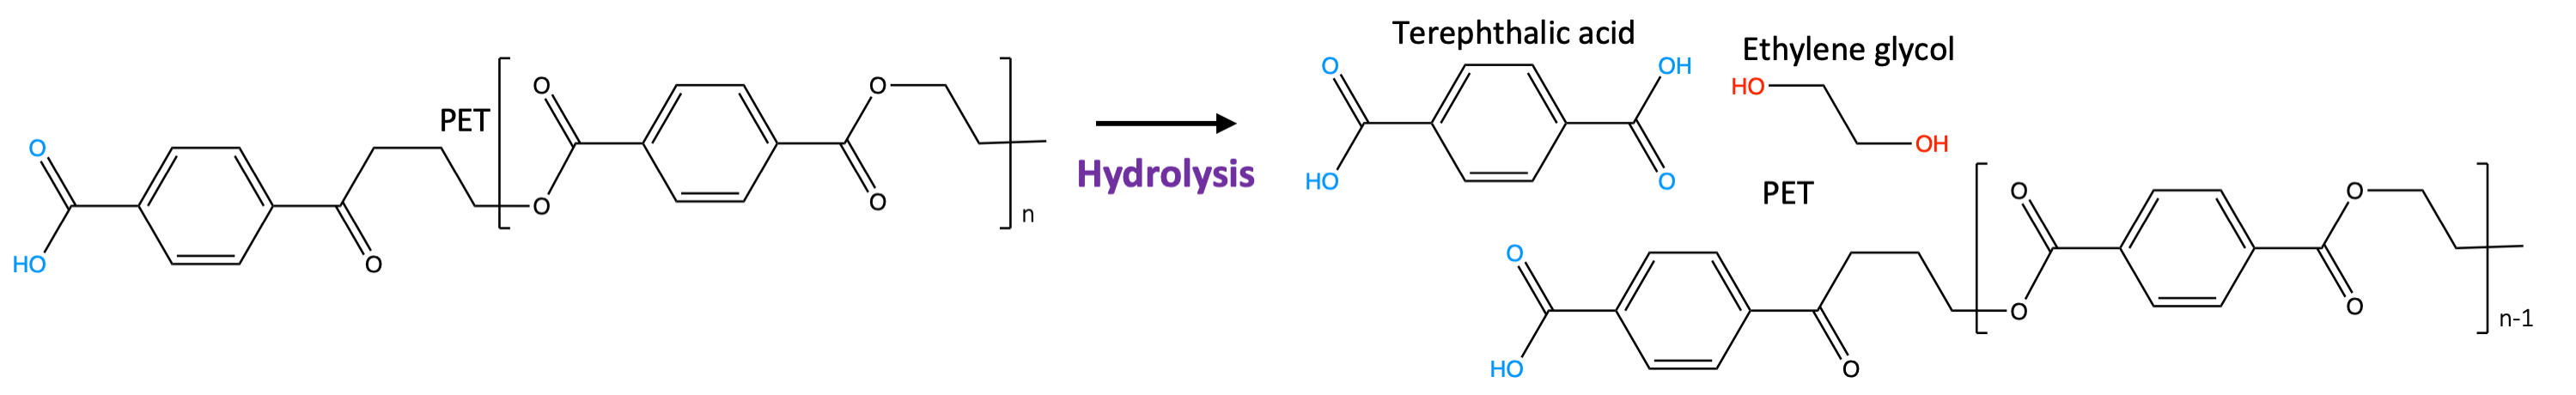 Terephthalic acid
Ethylene glycol
O
HO
O
PET
O
O
O
O
n
Hydrolysis
O
HO
OH
O
HO
OH
PET
O
HO
O
O
O
O
O
n-1